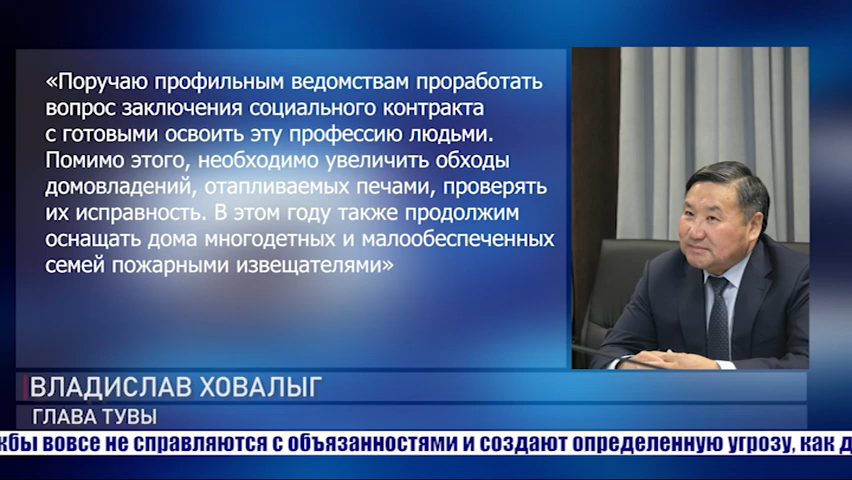 «Поручаю профильным ведомствам проработать
вопрос заключения социального контракта
с готовыми освоить эту профессию людьми.
Помимо этого, необходимо увеличить обходы
домовладений, отапливаемых печами, проверять
их исправность. В этом году также продолжим
оснащать дома многодетных и малообеспеченных
семей пожарными извещателями»
ВЛАДИСЛАВ ХОВАЛЫГ
ГЛАВА ТУВЫ
жбы вовсе не справляются с объязанностями и создают определенную угрозу, как д